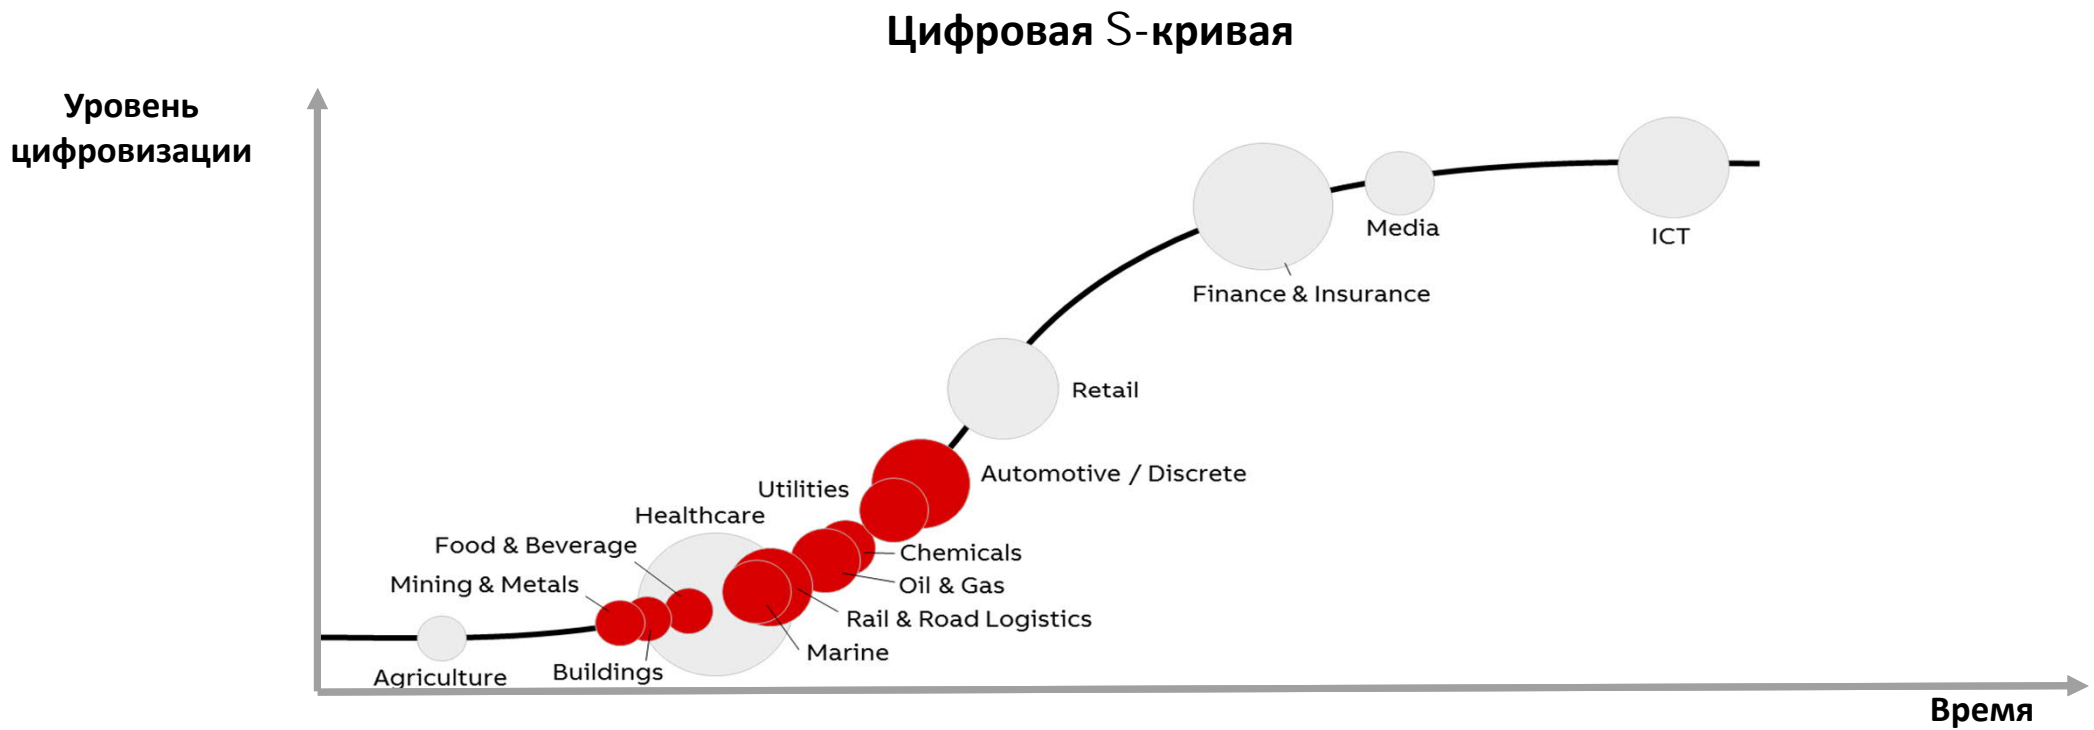 Цифровая S-кривая
Уровень
цифровизации
Media
ICT
Finance & Insurance
Retail
Automotive / Discrete
Utilities
Healthcare
Food & Beverage
Chemicals
Mining & Metals
Oil & Gas
Rail & Road Logistics
Marine
Buildings
Agriculture
Время